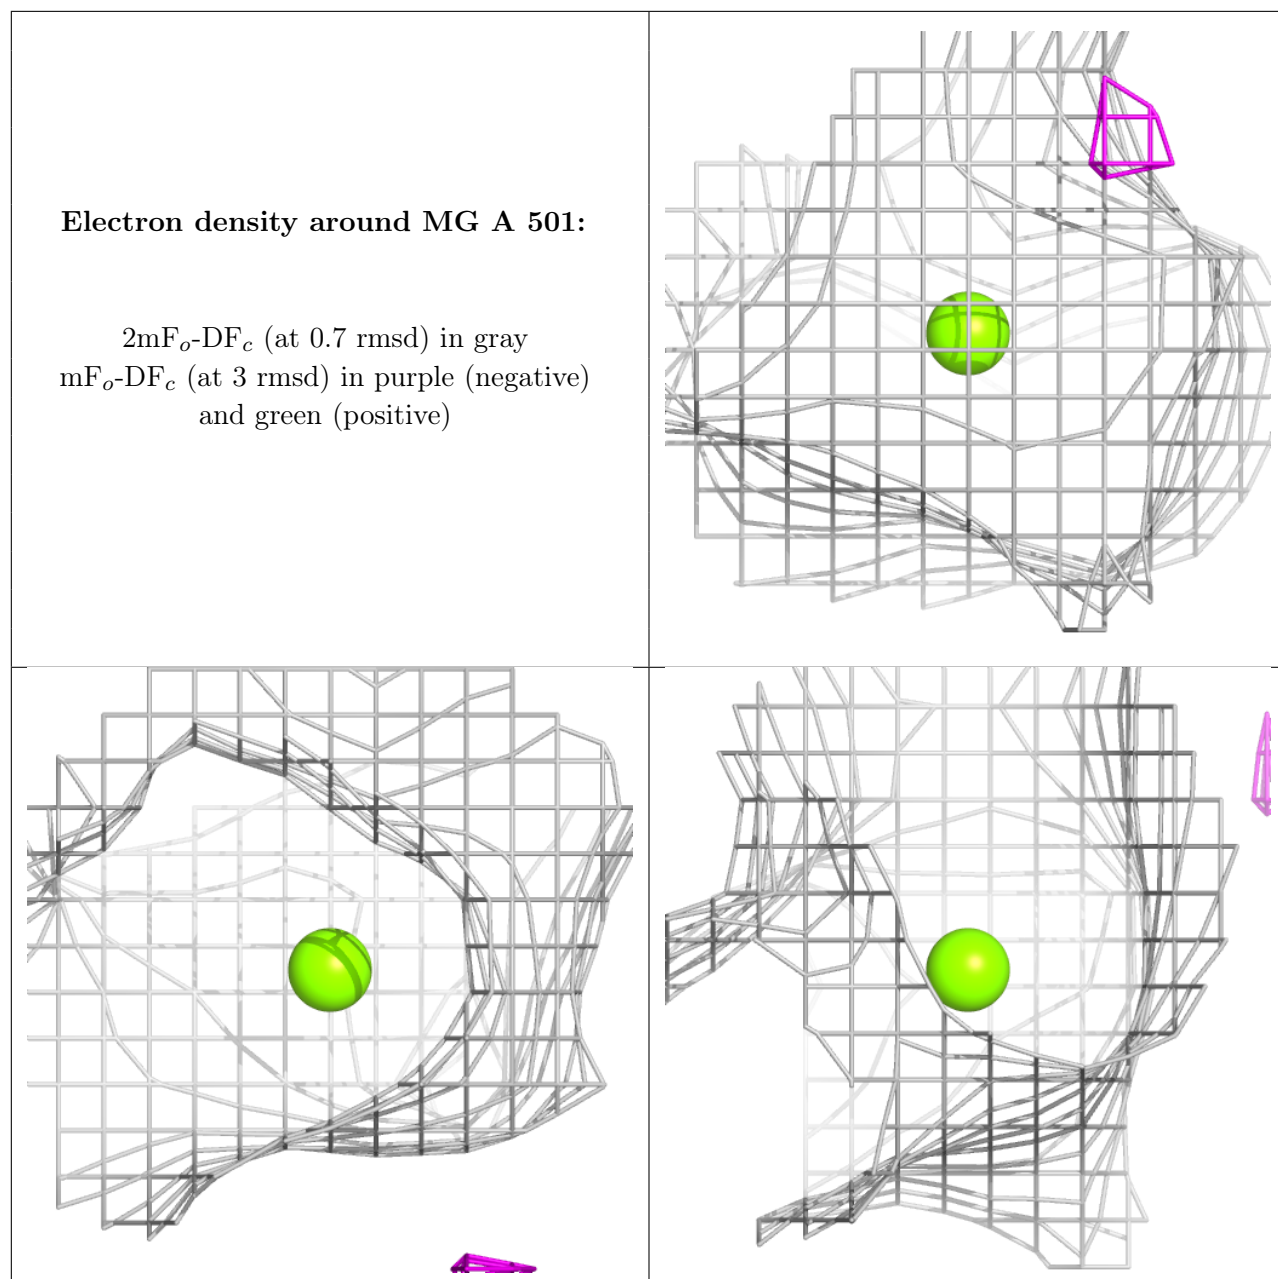 Electron density around MG A 501:
2mFo-DFc (at 0.7 rmsd) in gray
mFo-DFc (at 3 rmsd) in purple (negative)
and green (positive)